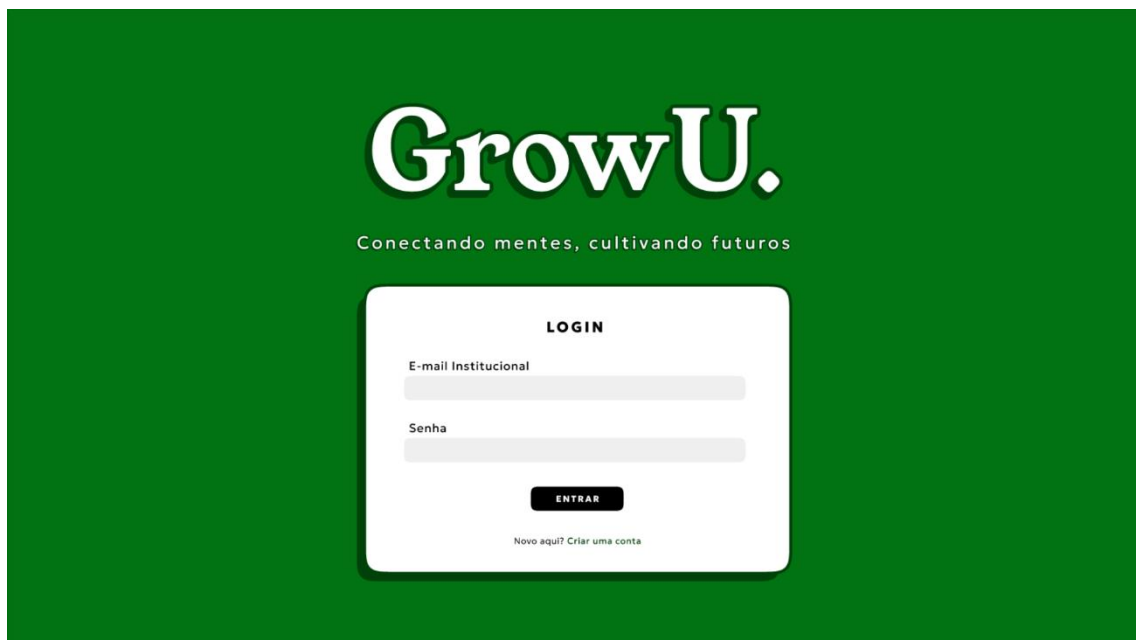 GrowU.
Conectando mentes, cultivando futuros
LOGIN
E-mail Institucional
Senha
ENTRAR
Novo aqui? Criar uma conta